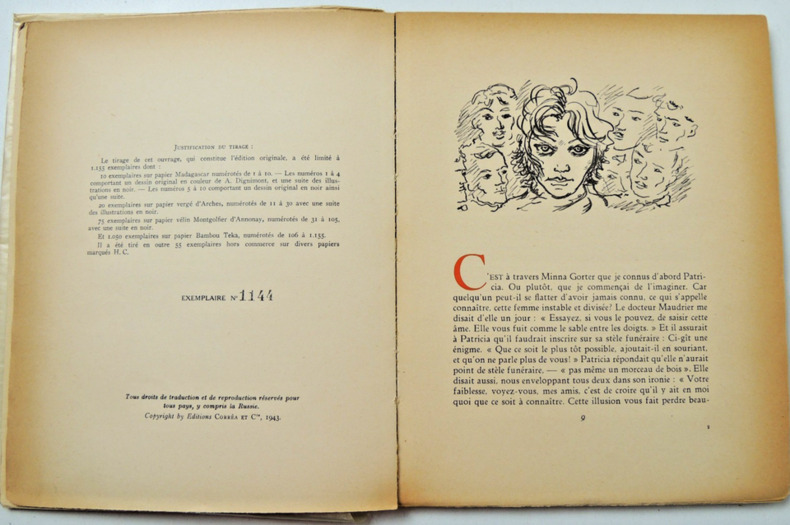 JUSTIFICATION DU TIRAGE :
Le tirage de cet ouvrage, qui constitue l'édition originale, a été limité à
1.155 exemplaires dont :
10 exemplaires sur papier Madagascar numérotés de 1 à 10. — Les numéros 1 à 4
comportant un dessin original en couleur de A. Dignimont, et une suite des illus-
trations en noir. — Les numéros 5 à 10 comportant un dessin original en noir ainsi
qu'une suite.
20 exemplaires sur papier vergé d'Arches, numérotés de 11 à 30 avec une suite
des illustrations en noir.
75 exemplaires sur papier vélin Montgolfier d'Annonay, numérotés de 31 à 105,
avec une suite en noir.
Et 1.050 exemplaires sur papier Bambou Teka, numérotés de 106 à 1.155.
Il a été tiré en outre 55 exemplaires hors commerce sur divers papiers
marqués H. C.
EXEMPLAIRE N° 1144
Tous droits de traduction et de reproduction réservés pour
tous pays, y compris la Russie.
Copyright by Editions CORRÊA ET Cie, 1943.
C'EST à travers Minna Gorter que je connus d'abord Patri-
cia. Ou plutôt, que je commençai de l'imaginer. Car
quelqu'un peut-il se flatter d'avoir jamais connu, ce qui s'appelle
connaître, cette femme instable et divisée? Le docteur Maudrier me
disait d'elle un jour : « Essayez, si vous le pouvez, de saisir cette
âme. Elle vous fuit comme le sable entre les doigts. » Et il assurait
à Patricia qu'il faudrait inscrire sur sa stèle funéraire : Ci-gît une
énigme. « Que ce soit le plus tôt possible, ajoutait-il en souriant,
et qu'on ne parle plus de vous! » Patricia répondait qu'elle n'aurait
point de stèle funéraire. — « pas même un morceau de bois ». Elle
disait aussi, nous enveloppant tous deux dans son ironie : « Votre
faiblesse, voyez-vous, mes amis, c'est de croire qu'il y ait en moi
quoi que ce soit à connaître. Cette illusion vous fait perdre beau-
9
1